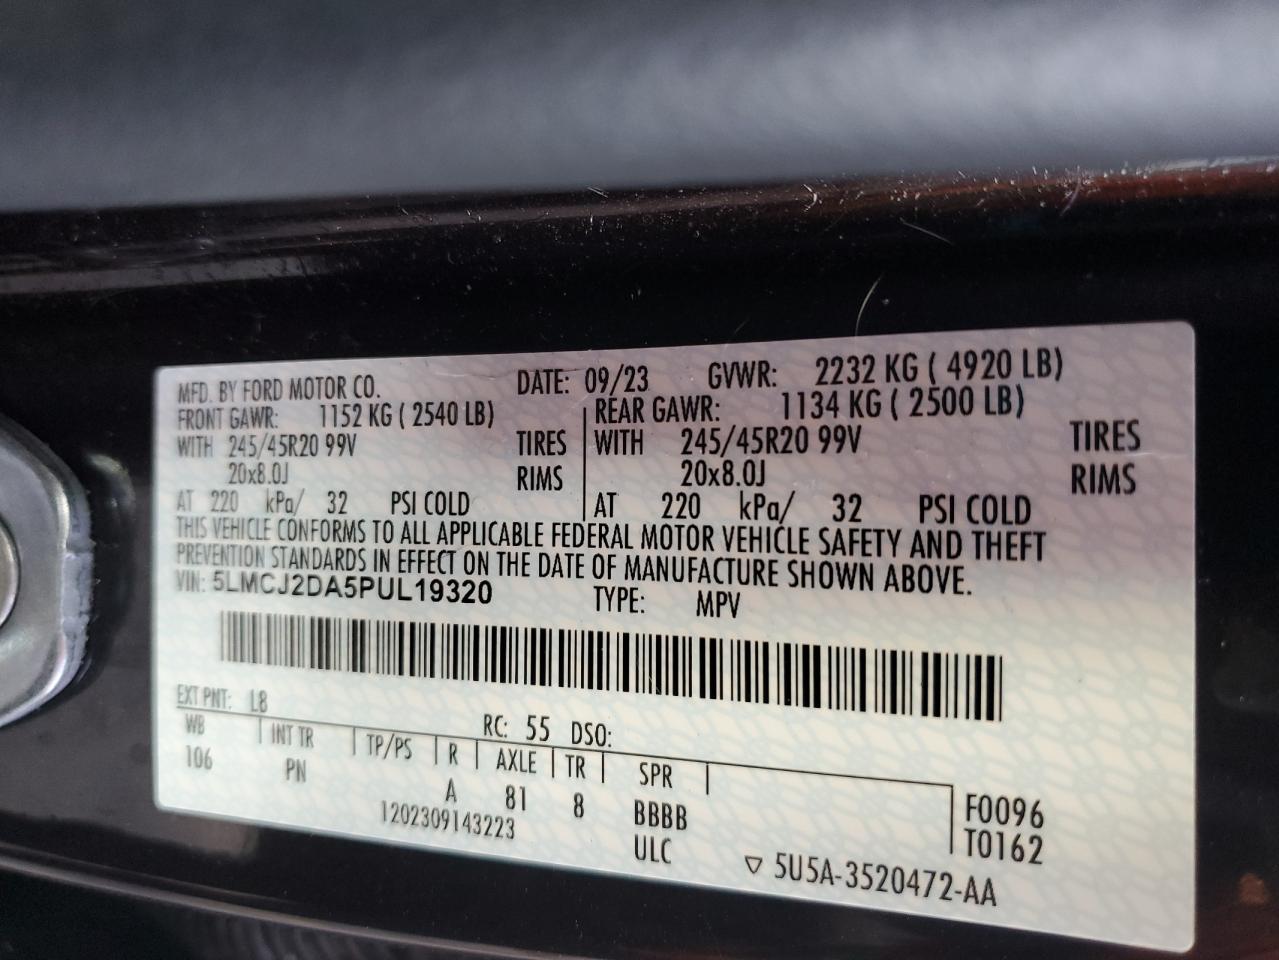 MFD. BY FORD MOTOR CO. DATE: 09/23 GVWR: 2232 KG ( 4920 LB)
FRONT GAWR: 1152 KG ( 2540 LB) REAR GAWR: 1134 KG ( 2500 LB)
WITH 245/45R20 99V TIRES WITH 245/45R20 99V TIRES
20x8.0J RIMS 20x8.0J RIMS
AT 220 kPa/ 32 PSI COLD AT 220 kPa/ 32 PSI COLD
THIS VEHICLE CONFORMS TO ALL APPLICABLE FEDERAL MOTOR VEHICLE SAFETY AND THEFT
PREVENTION STANDARDS IN EFFECT ON THE DATE OF MANUFACTURE SHOWN ABOVE.
VIN: 5LMCJ2DA5PUL19320 TYPE: MPV
EXT PNT: L8 RC: 55 DSO:
WB INT TR TP/PS R AXLE TR SPR
106 PN A 81 8 BBBB F0096
1202309143223 ULC T0162
5U5A-3520472-AA